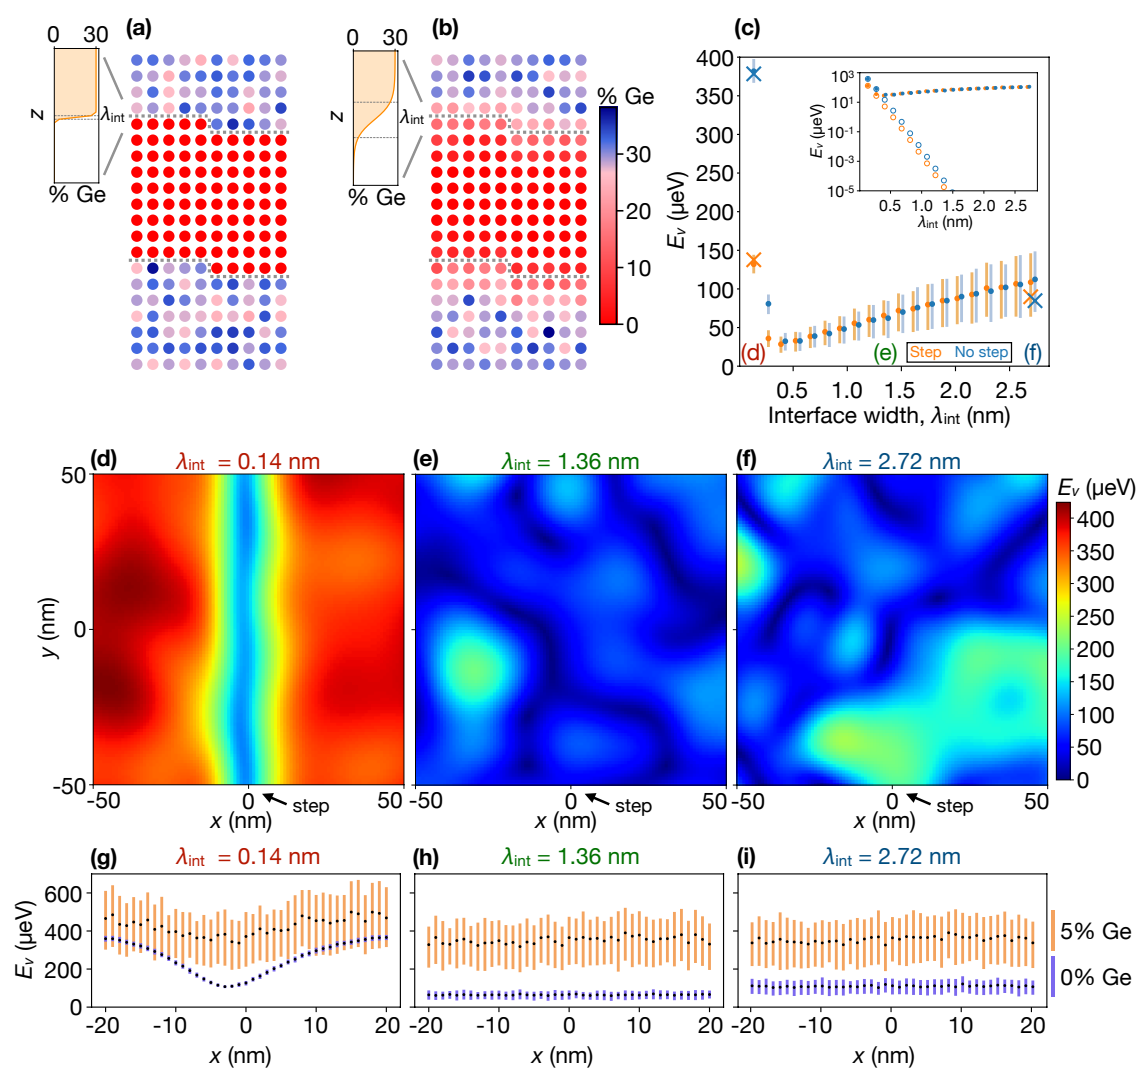 0 30 (a)
z
λint
% Ge
0 30 (b)
z
λint
% Ge
% Ge
30
20
10
0
(c)
400
350
300
250
200
150
100
50
0
Ev (μeV)
0.5 1.0 1.5 2.0 2.5
Interface width, λint (nm)
(d) (e) Step No step (f)
10³
10¹
10⁻¹
10⁻³
10⁻⁵
Ev (μeV)
0.5 1.0 1.5 2.0 2.5
λint (nm)
(d) λint = 0.14 nm
50
0
-50
y (nm)
-50 0 50
step
x (nm)
(e) λint = 1.36 nm
0 50
step
x (nm)
(f) λint = 2.72 nm
-50 0 50
step
x (nm)
Ev (μeV)
400
350
300
250
200
150
100
50
0
(g) λint = 0.14 nm
600
400
200
0
Ev (μeV)
-20 -10 0 10 20
x (nm)
(h) λint = 1.36 nm
-20 -10 0 10 20
x (nm)
(i) λint = 2.72 nm
-20 -10 0 10 20
x (nm)
5% Ge
0% Ge